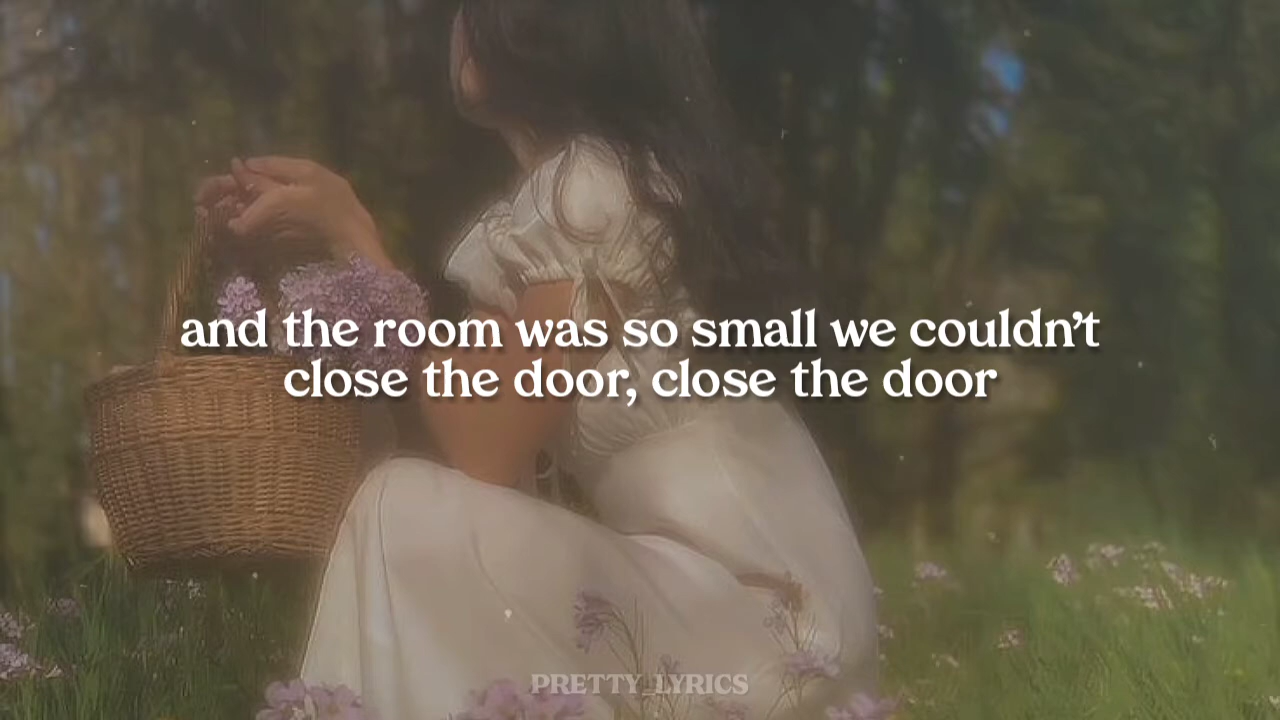 and the room was so small we couldn't
close the door, close the door
PRETTY_LYRICS